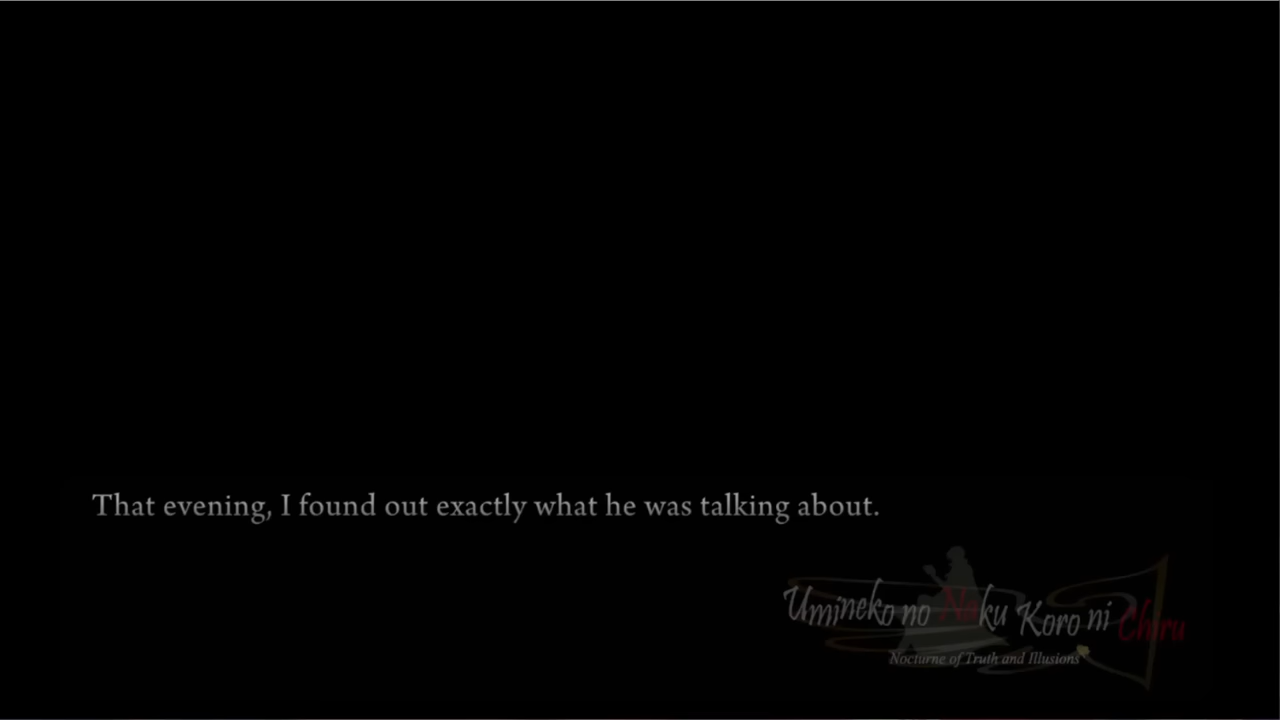 That evening, I found out exactly what he was talking about.
Umineko no Naku Koro ni Chiru
Nocturne of Truth and Illusions